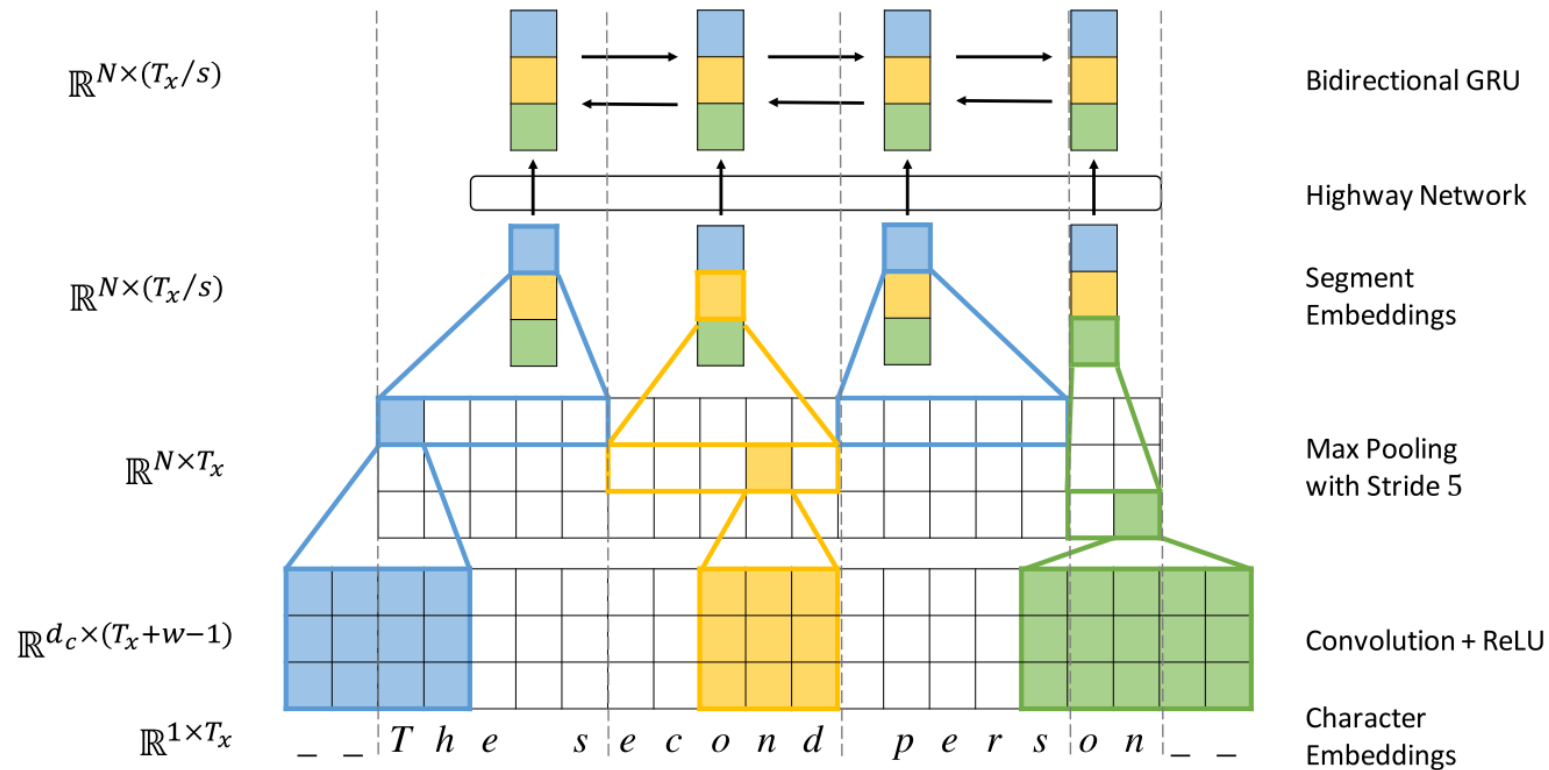 ℝ^{N×(T_x/s)} Bidirectional GRU
Highway Network
ℝ^{N×(T_x/s)} Segment
Embeddings
ℝ^{N×T_x} Max Pooling
with Stride 5
ℝ^{d_c×(T_x+w−1)} Convolution + ReLU
ℝ^{1×T_x} _ _ T h e s e c o n d p e r s o n _ _ Character
Embeddings